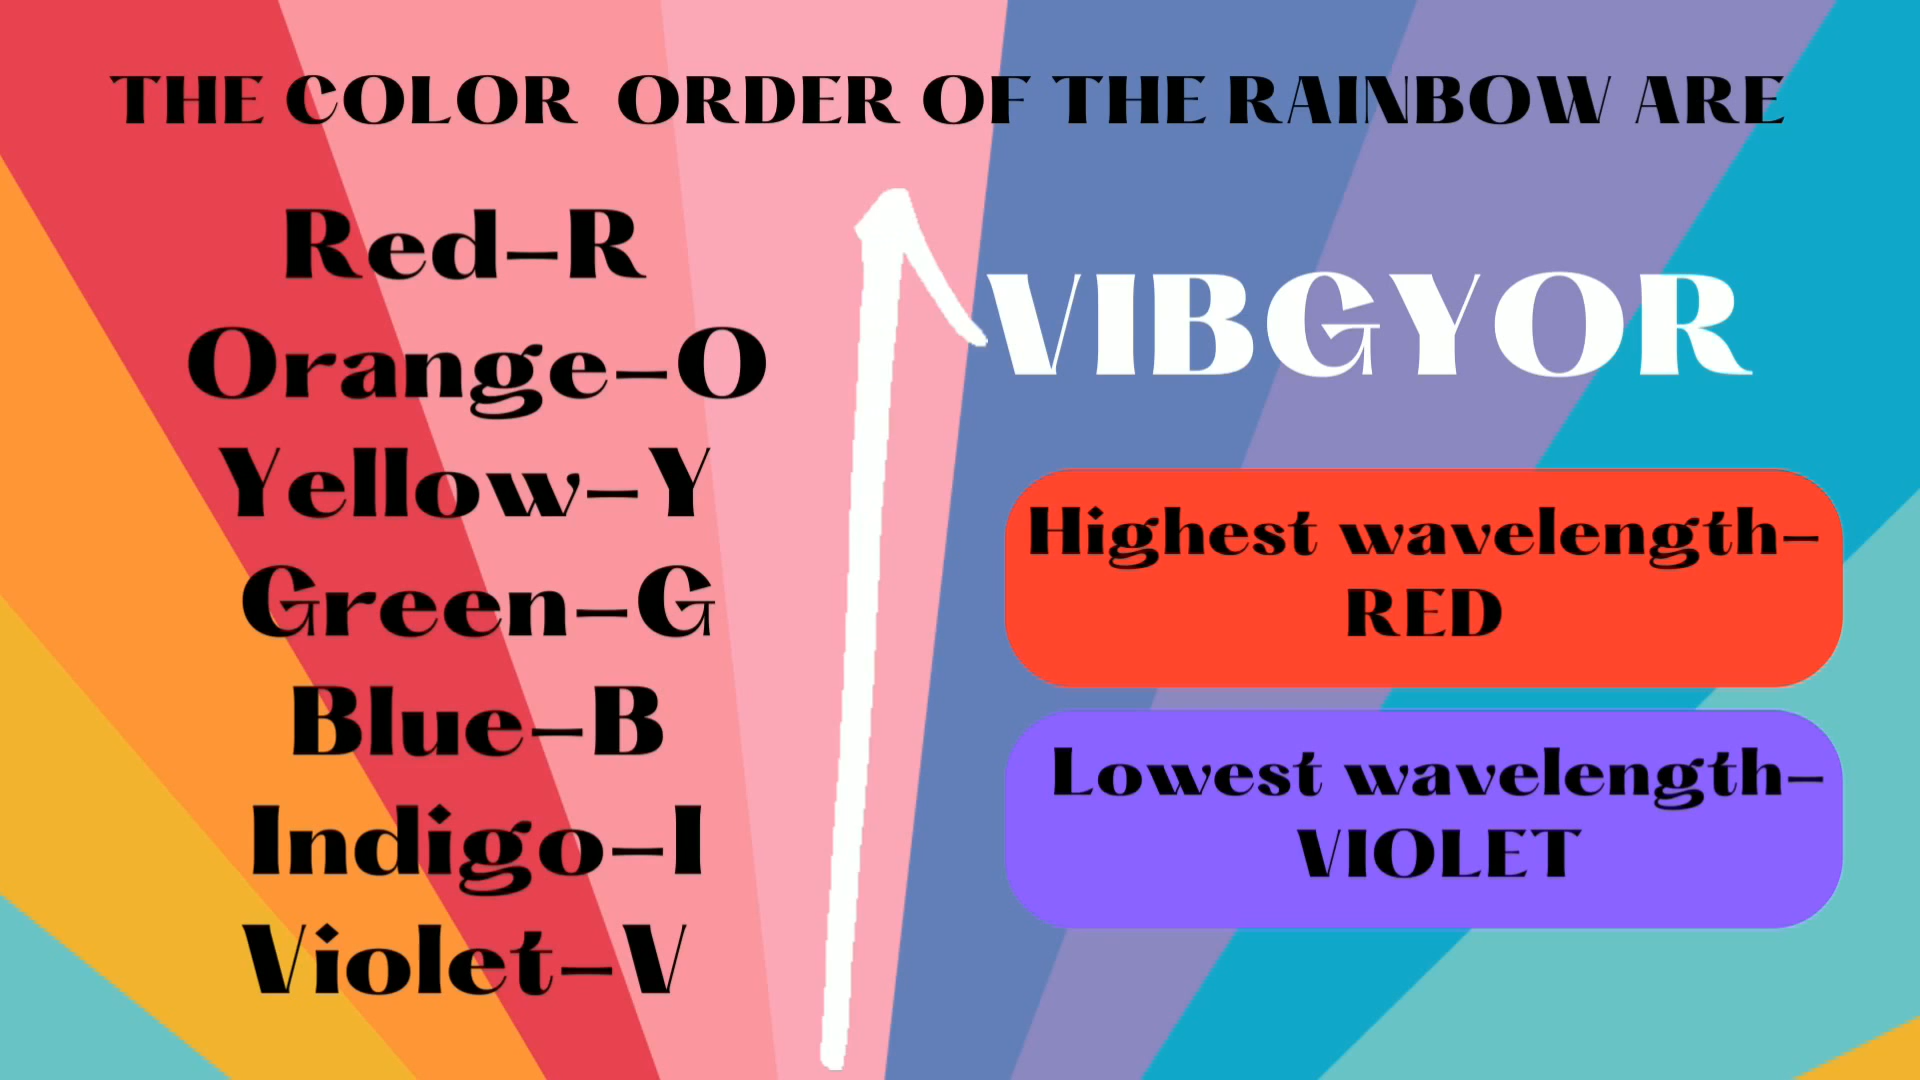 THE COLOR ORDER OF THE RAINBOW ARE
Red-R
Orange-O
Yellow-Y
Green-G
Blue-B
Indigo-I
Violet-V
VIBGYOR
Highest wavelength-
RED
Lowest wavelength-
VIOLET